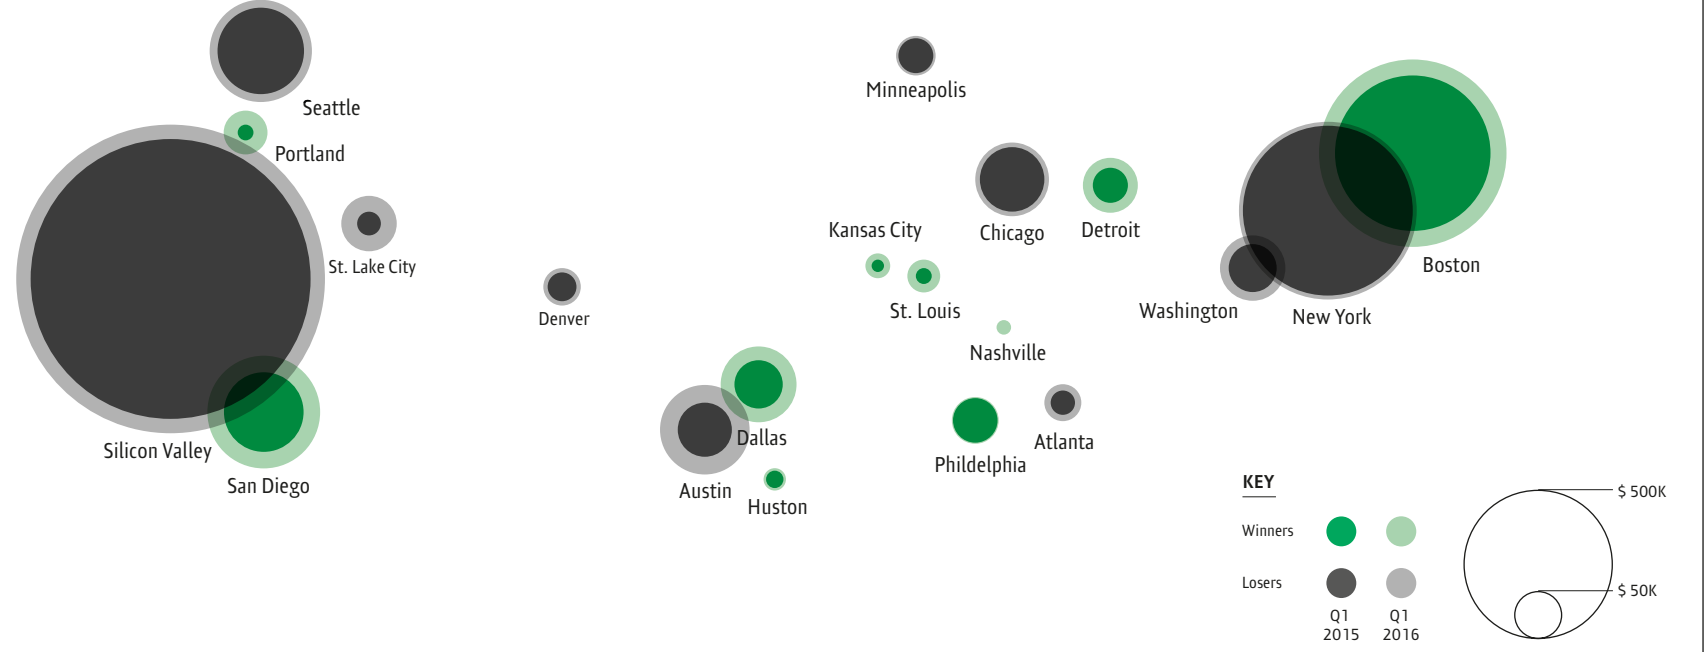 Seattle
Minneapolis
Portland
Kansas City
Chicago
Detroit
St. Lake City
Boston
Denver
St. Louis
Washington
New York
Nashville
Dallas
Atlanta
Silicon Valley
Phildelphia
San Diego
Austin
Huston
KEY
$ 500K
Winners
Losers
$ 50K
Q1
2015
Q1
2016